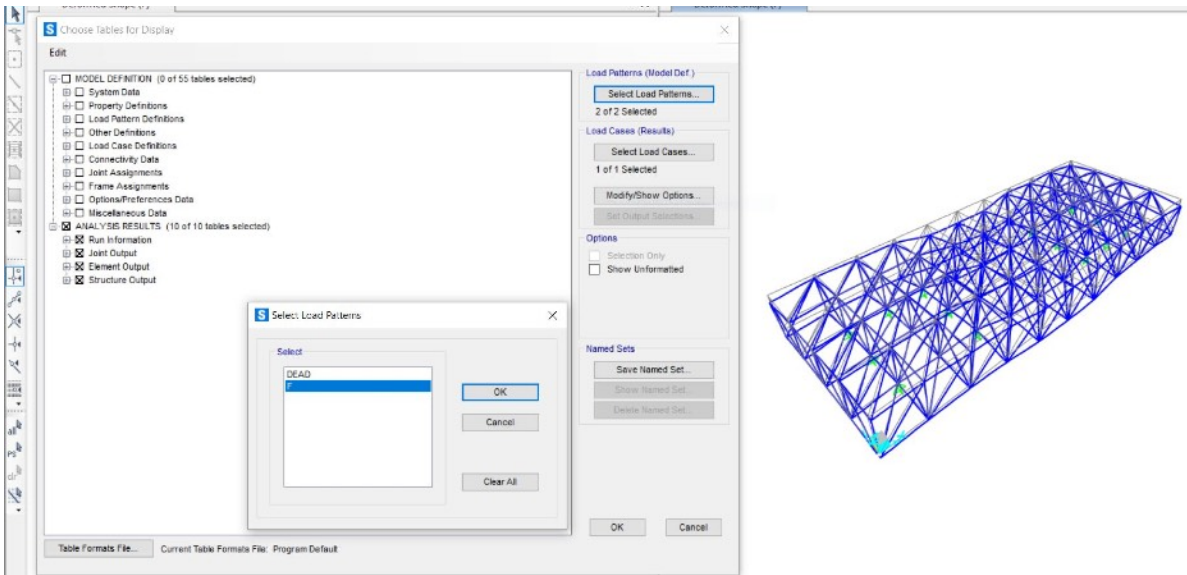 Choose Tables for Display
Edit
MODEL DEFINITION (0 of 55 tables selected)
System Data
Property Definitions
Load Pattern Definitions
Other Definitions
Load Case Definitions
Connectivity Data
Joint Assignments
Frame Assignments
Options/Preferences Data
Miscellaneous Data
ANALYSIS RESULTS (10 of 10 tables selected)
Run Information
Joint Output
Element Output
Structure Output
Load Patterns (Model Def.)
Select Load Patterns...
2 of 2 Selected
Load Cases (Results)
Select Load Cases...
1 of 1 Selected
Modify/Show Options...
Set Output Selections...
Options
Selection Only
Show Unformatted
Named Sets
Save Named Set...
Show Named Set...
Delete Named Set...
OK
Cancel
Select Load Patterns
Select
DEAD
F
OK
Cancel
Clear All
Table Formats File...
Current Table Formats File: Program Default
all
PS
clr